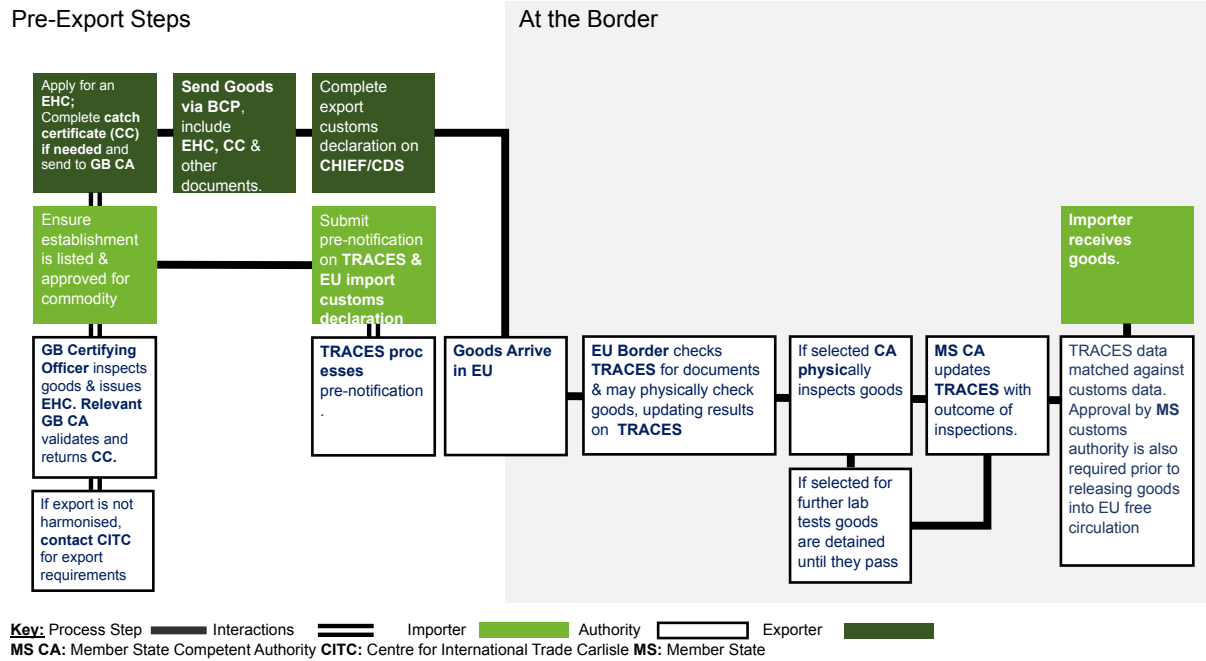 Pre-Export Steps
At the Border
Apply for an
EHC;
Complete catch
certificate (CC)
if needed and
send to GB CA
Send Goods
via BCP,
include
EHC, CC &
other
documents.
Complete
export
customs
declaration on
CHIEF/CDS
Ensure
establishment
is listed &
approved for
commodity
Submit
pre-notification
on TRACES &
EU import
customs
declaration
Importer
receives
goods.
GB Certifying
Officer inspects
goods & issues
EHC. Relevant
GB CA
validates and
returns CC.
TRACES proc
esses
pre-notification
.
Goods Arrive
in EU
EU Border checks
TRACES for documents
& may physically check
goods, updating results
on TRACES
If selected CA
physically
inspects goods
MS CA
updates
TRACES with
outcome of
inspections.
TRACES data
matched against
customs data.
Approval by MS
customs
authority is also
required prior to
releasing goods
into EU free
circulation
If export is not
harmonised,
contact CITC
for export
requirements
If selected for
further lab
tests goods
are detained
until they pass
Key: Process Step Interactions Importer Authority Exporter
MS CA: Member State Competent Authority CITC: Centre for International Trade Carlisle MS: Member State